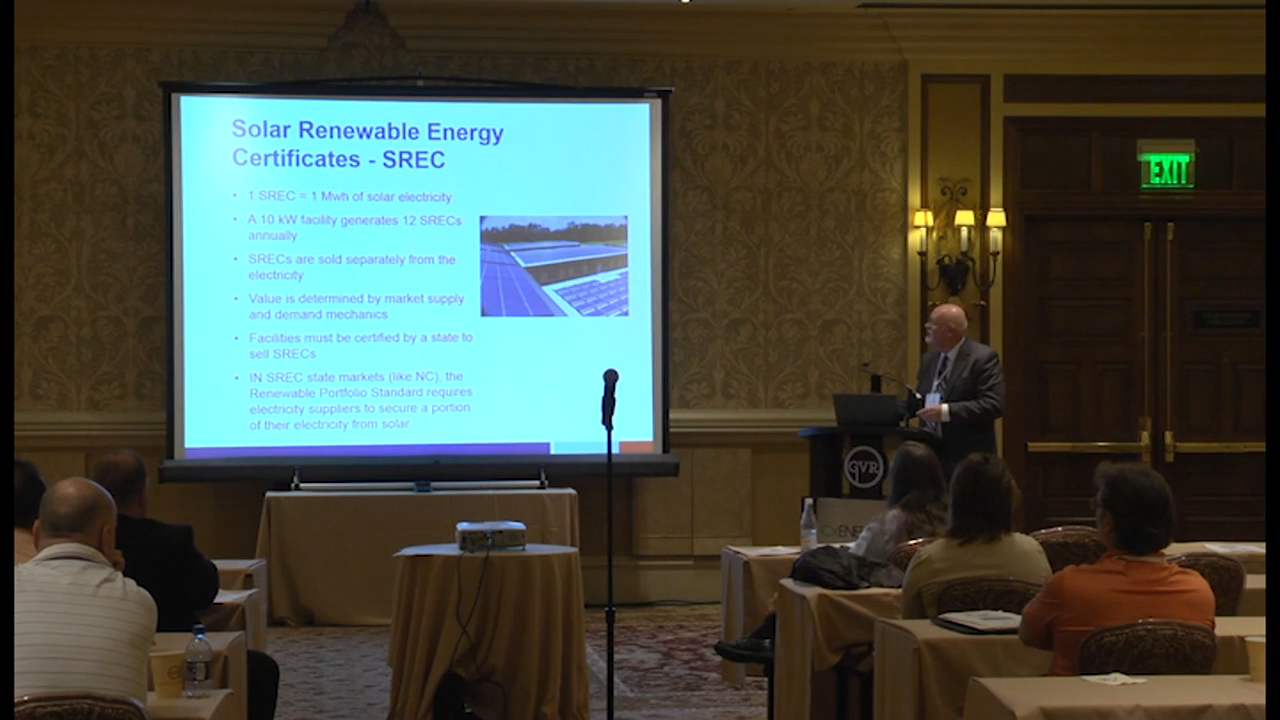 Solar Renewable Energy
Certificates - SREC
• 1 SREC = 1 Mwh of solar electricity
• A 10 kW facility generates 12 SRECs
annually
• SRECs are sold separately from the
electricity
• Value is determined by market supply
and demand mechanics
• Facilities must be certified by a state to
sell SRECs
• IN SREC state markets (like NC), the
Renewable Portfolio Standard requires
electricity suppliers to secure a portion
of their electricity from solar
EXIT
GVR